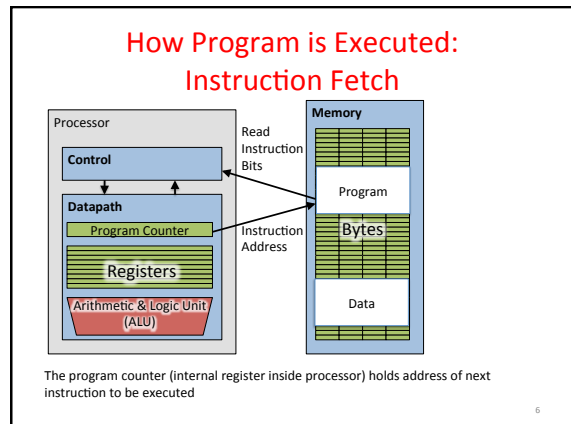 How Program is Executed:
Instruction Fetch
Processor
Control
Datapath
Program Counter
Registers
Arithmetic & Logic Unit
(ALU)
Read
Instruction
Bits
Instruction
Address
Memory
Program
Bytes
Data
The program counter (internal register inside processor) holds address of next
instruction to be executed
6